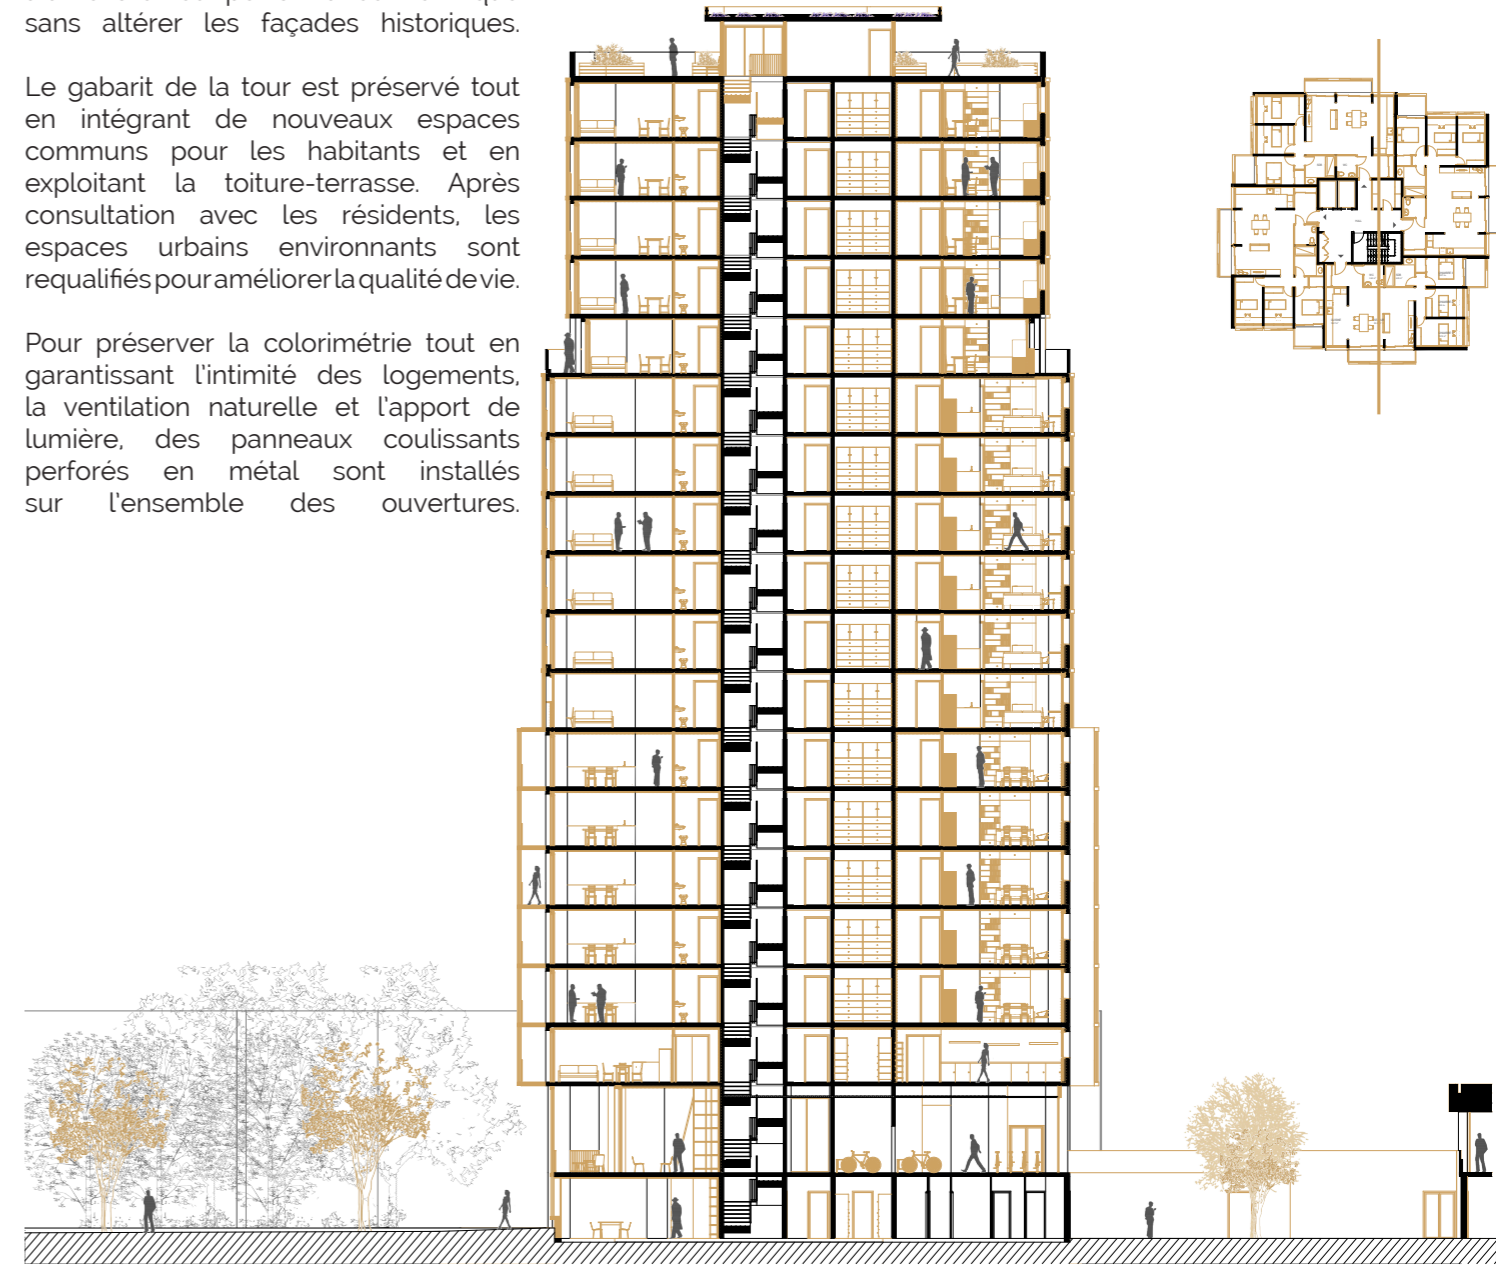 sans altérer les façades historiques.
Le gabarit de la tour est préservé tout
en intégrant de nouveaux espaces
communs pour les habitants et en
exploitant la toiture-terrasse. Après
consultation avec les résidents, les
espaces urbains environnants sont
requalifiés pour améliorer la qualité de vie.
Pour préserver la colorimétrie tout en
garantissant l'intimité des logements,
la ventilation naturelle et l'apport de
lumière, des panneaux coulissants
perforés en métal sont installés
sur l'ensemble des ouvertures.